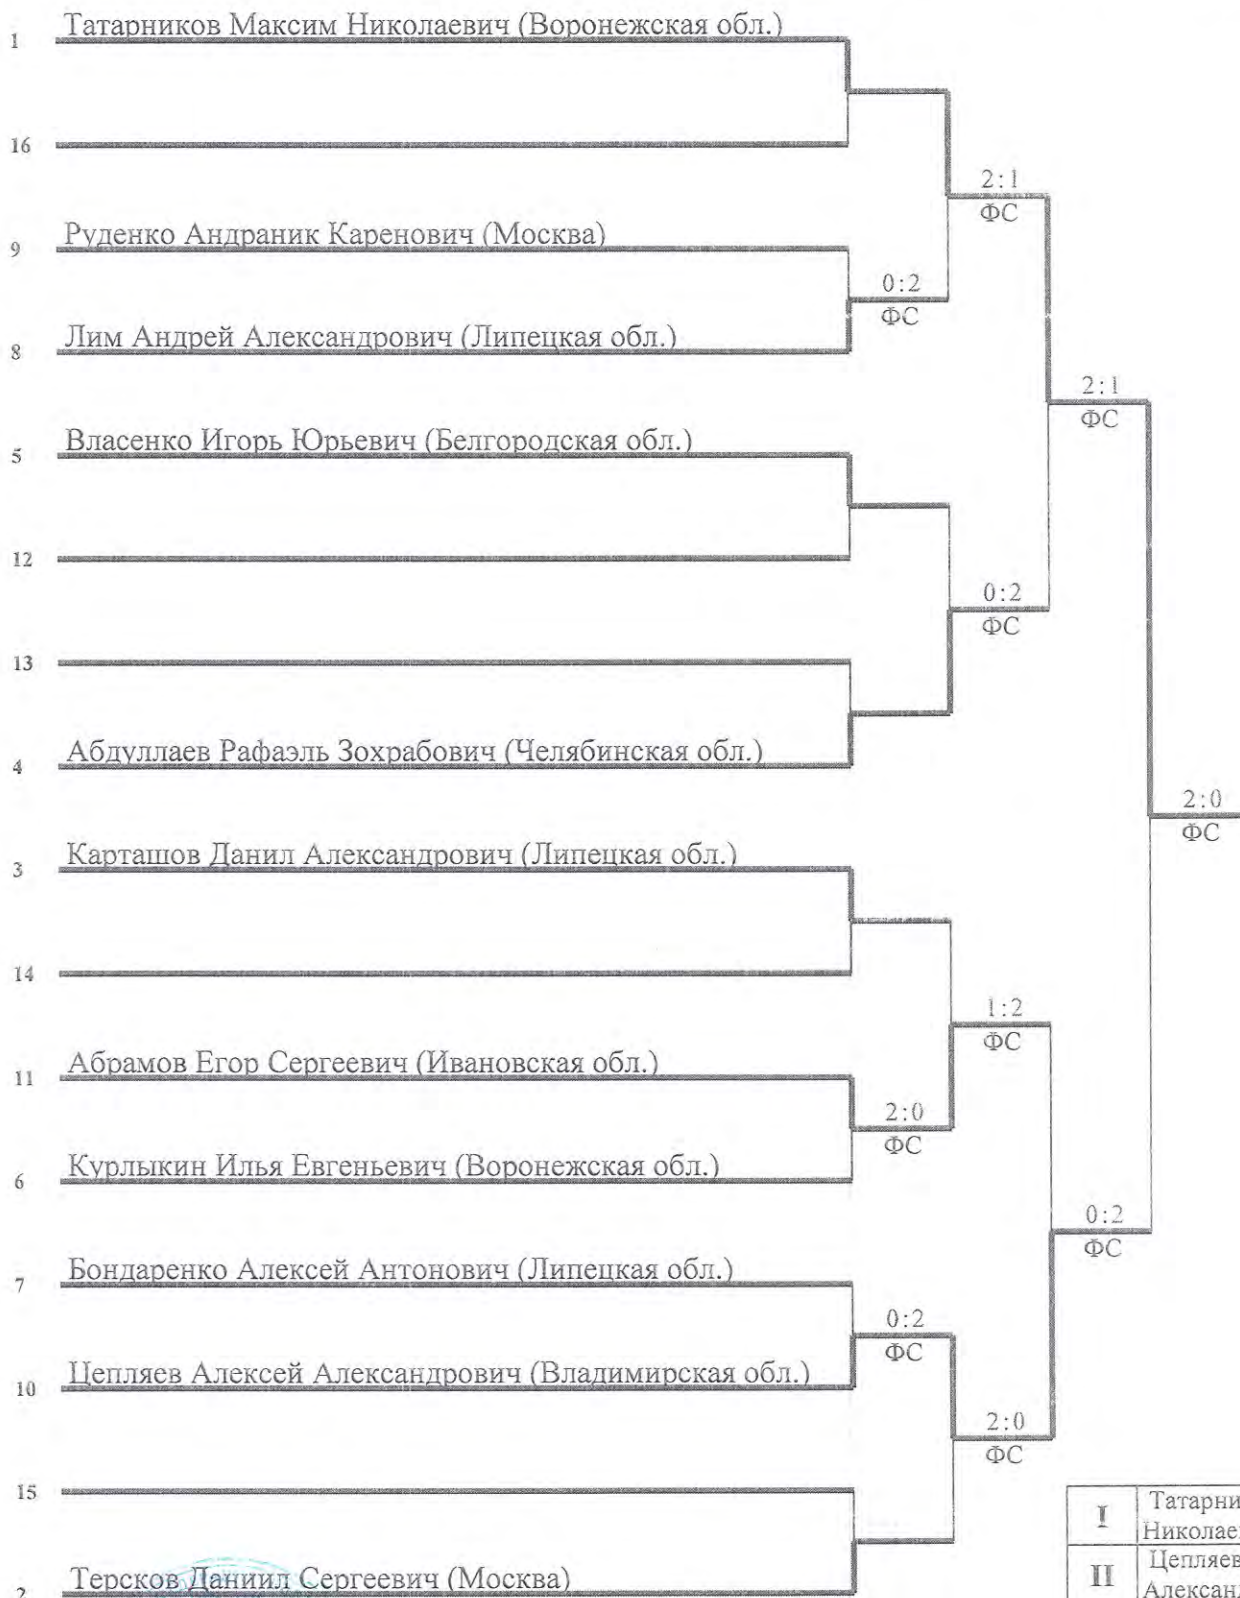 1 Татарников Максим Николаевич (Воронежская обл.)
16
2:1
ФС
9 Руденко Андраник Каренович (Москва)
0:2
ФС
8 Лим Андрей Александрович (Липецкая обл.)
2:1
ФС
5 Власенко Игорь Юрьевич (Белгородская обл.)
12
0:2
ФС
13
4 Абдуллаев Рафаэль Зохрабович (Челябинская обл.)
2:0
ФС
3 Карташов Данил Александрович (Липецкая обл.)
14
1:2
ФС
11 Абрамов Егор Сергеевич (Ивановская обл.)
2:0
ФС
6 Курлыкин Илья Евгеньевич (Воронежская обл.)
0:2
ФС
7 Бондаренко Алексей Антонович (Липецкая обл.)
0:2
ФС
10 Цепляев Алексей Александрович (Владимирская обл.)
2:0
ФС
15
2 Терсков Даниил Сергеевич (Москва)
I Татарни
Николае
II Цепляев
Алексан